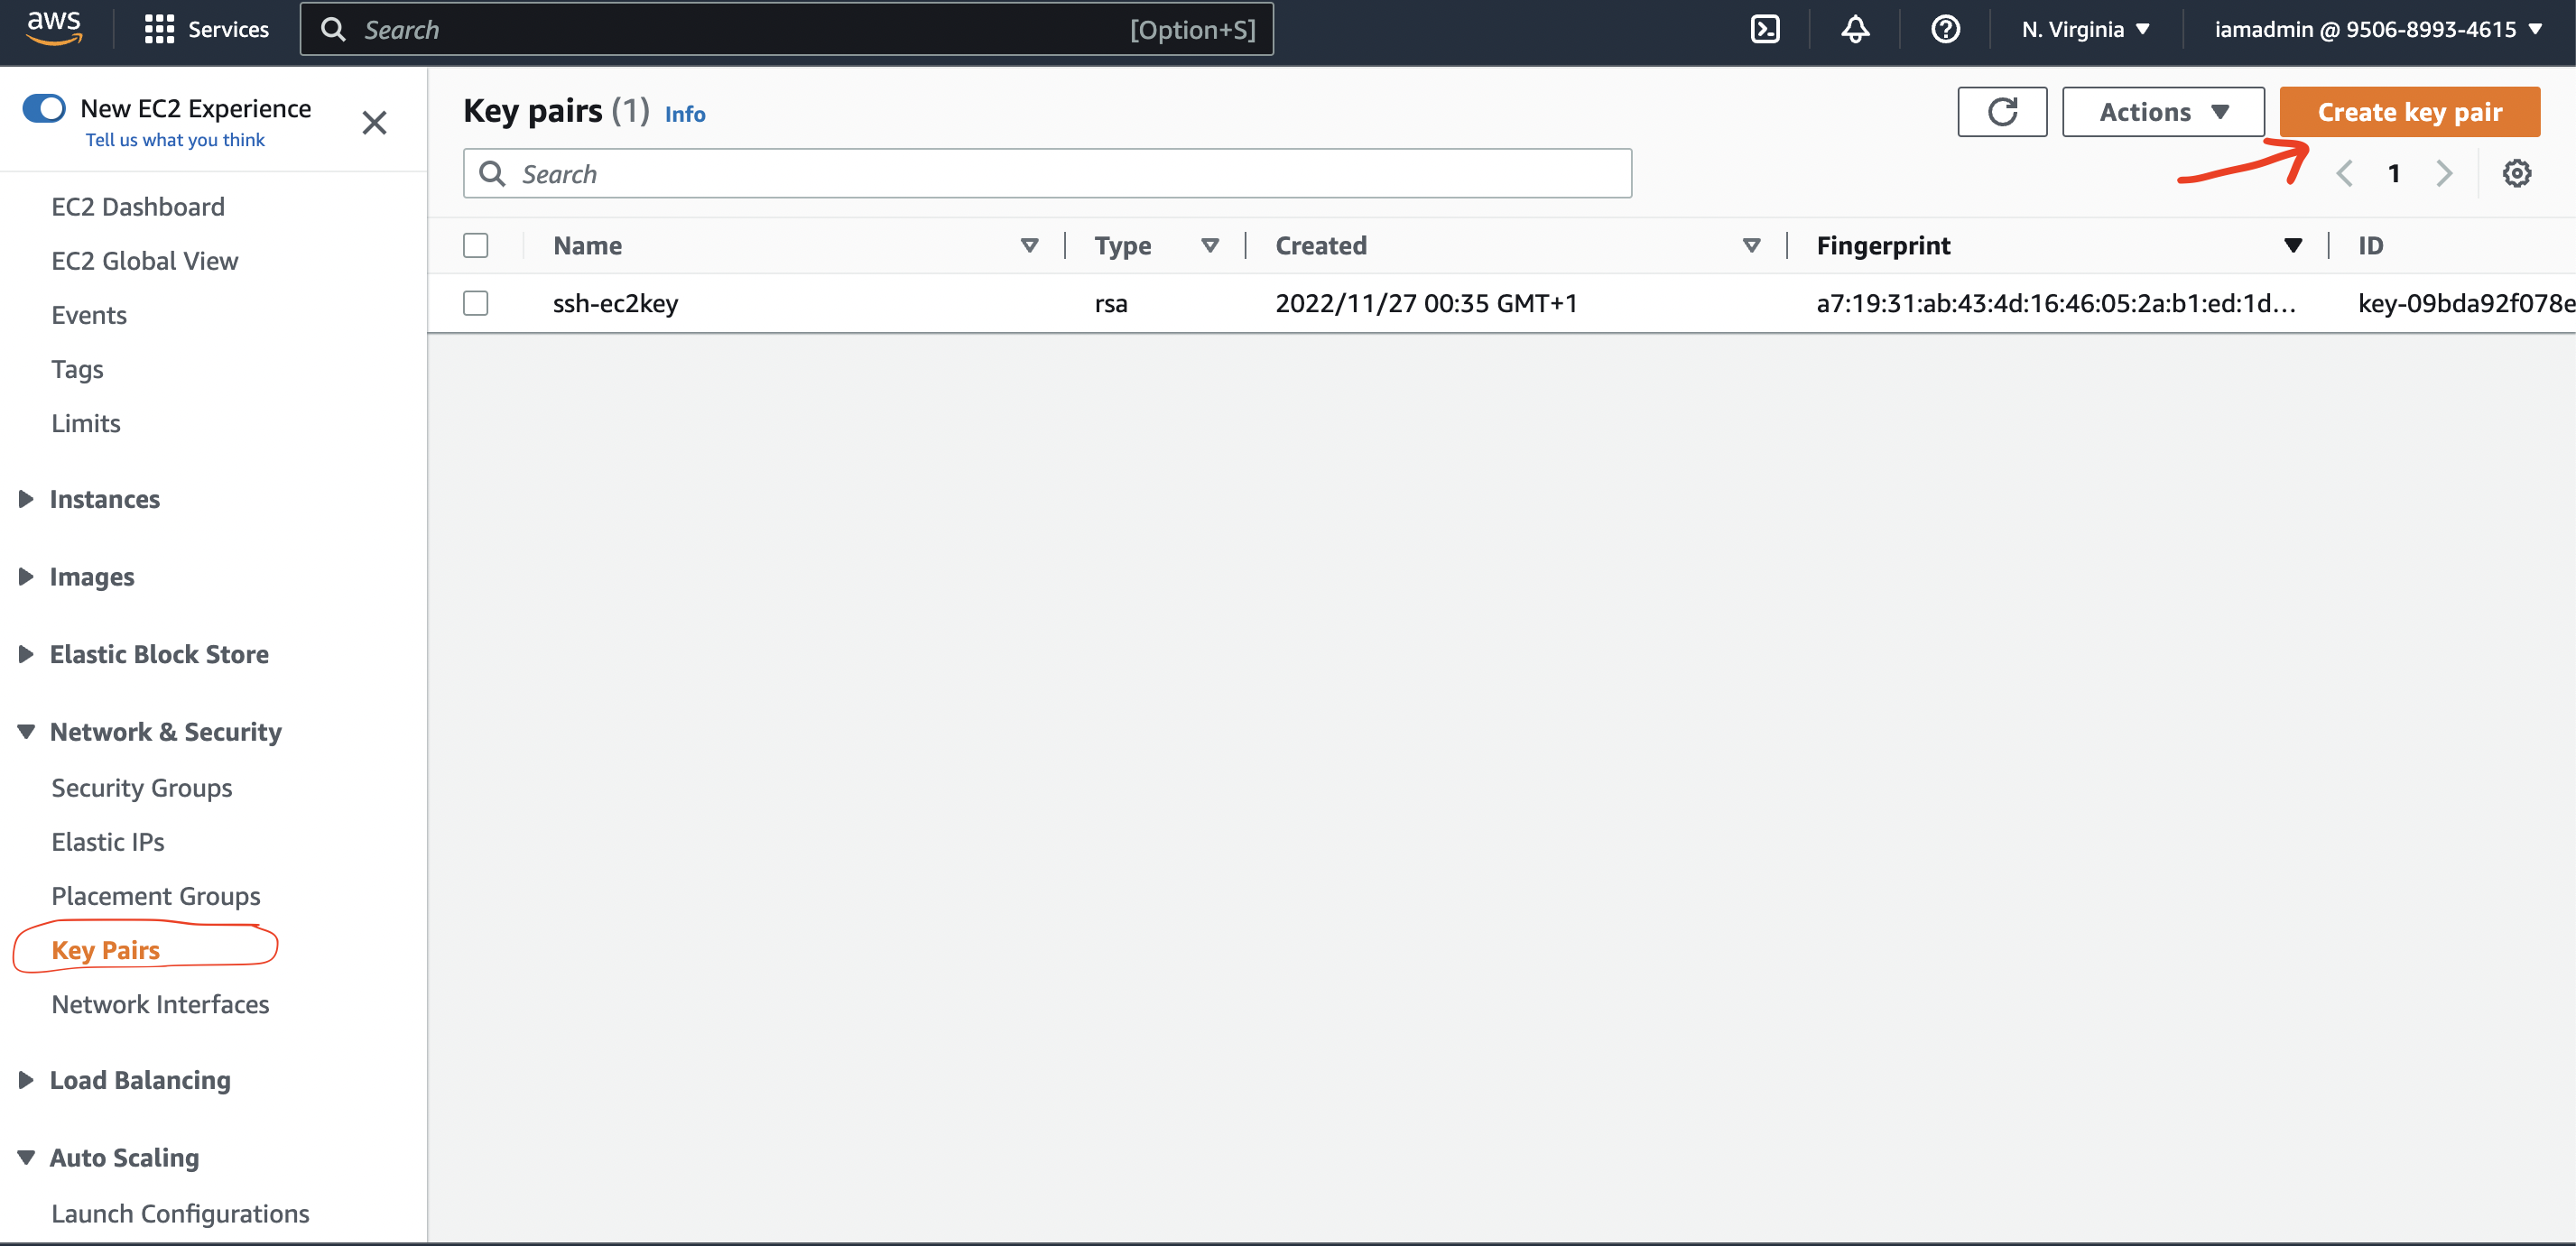 aws Services Search [Option+S] N. Virginia iamadmin @ 9506-8993-4615
New EC2 Experience
Tell us what you think
EC2 Dashboard
EC2 Global View
Events
Tags
Limits
Instances
Images
Elastic Block Store
Network & Security
Security Groups
Elastic IPs
Placement Groups
Key Pairs
Network Interfaces
Load Balancing
Auto Scaling
Launch Configurations
Key pairs (1) Info
Actions Create key pair
Search
1
Name Type Created Fingerprint ID
ssh-ec2key rsa 2022/11/27 00:35 GMT+1 a7:19:31:ab:43:4d:16:46:05:2a:b1:ed:1d... key-09bda92f078e